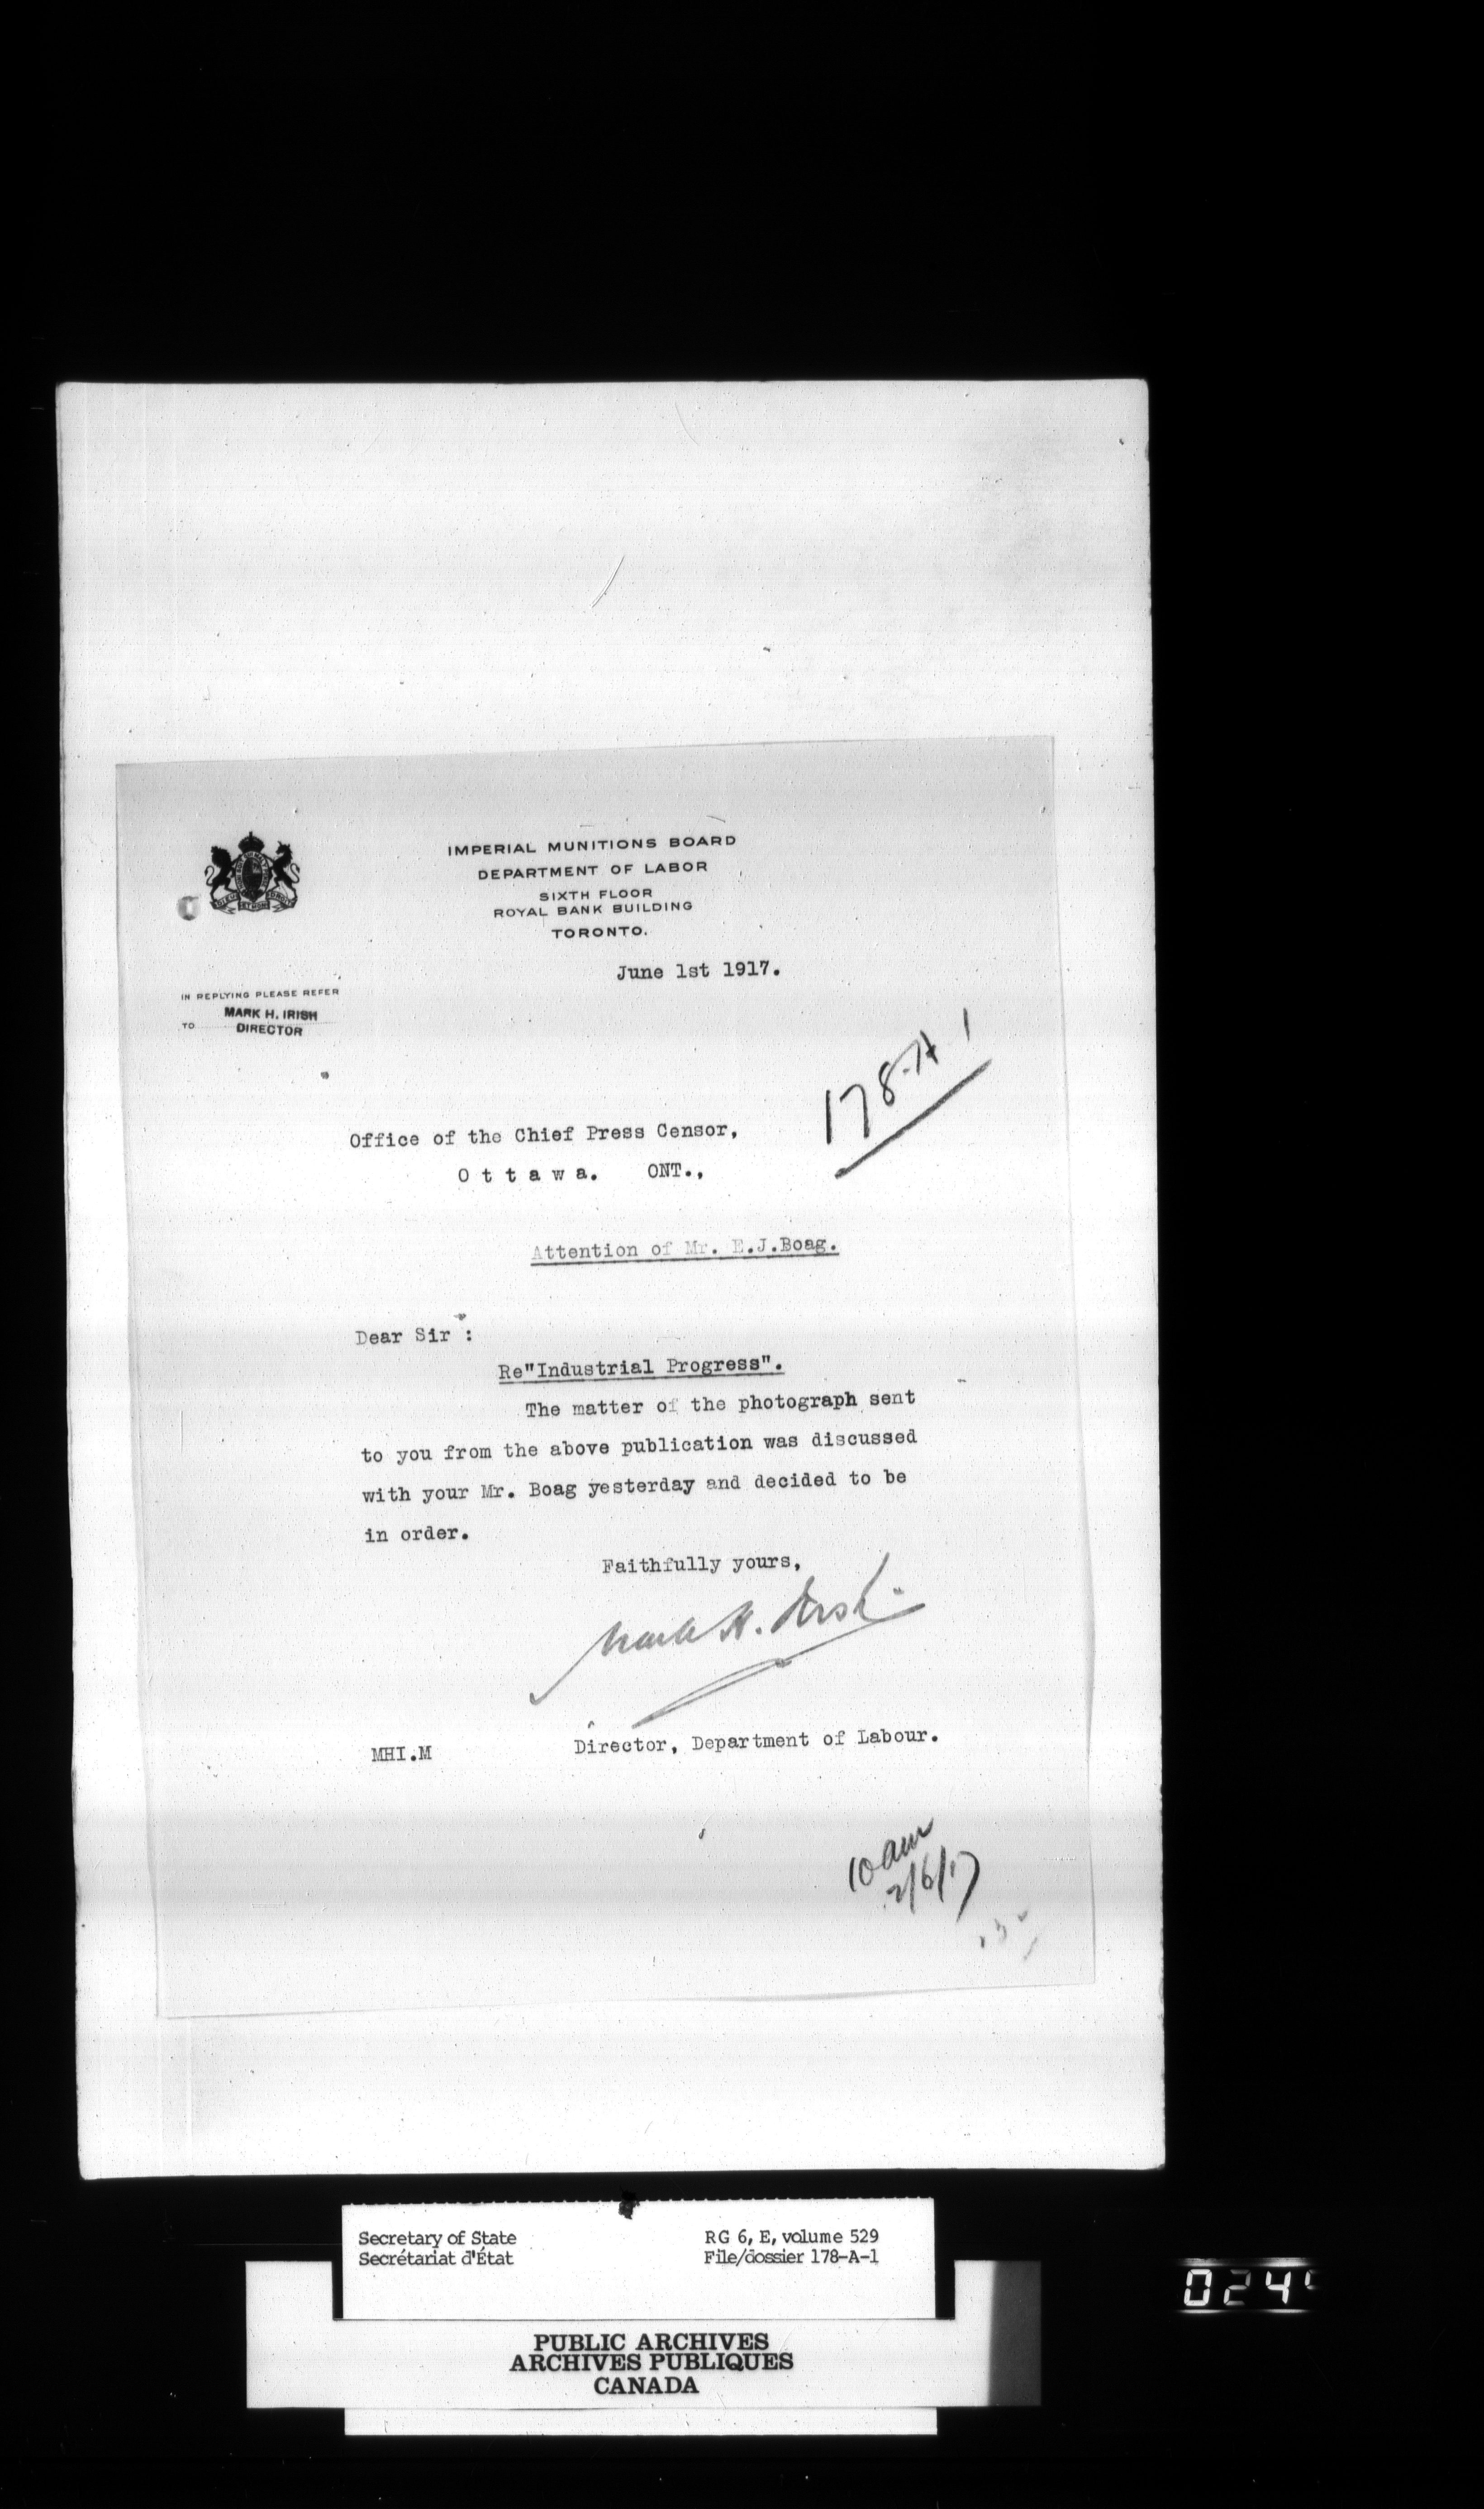 IMPERIAL MUNITIONS BOARD
DEPARTMENT OF LABOR
SIXTH FLOOR
ROYAL BANK BUILDING
TORONTO.
June 1st 1917.
IN REPLYING PLEASE REFER
TO MARK H. IRISH
DIRECTOR
178-A-1
Office of the Chief Press Censor,
O t t a w a. ONT.,
Attention of Mr. E.J.Boag.
Dear Sir :
Re"Industrial Progress".
The matter of the photograph sent
to you from the above publication was discussed
with your Mr. Boag yesterday and decided to be
in order.
Faithfully yours,
Mark H. Irish
Director, Department of Labour.
MHI.M
10 am
2/6/17
Secretary of State
Secrétariat d'État
RG 6, E, volume 529
File/dossier 178-A-1
PUBLIC ARCHIVES
ARCHIVES PUBLIQUES
CANADA
024